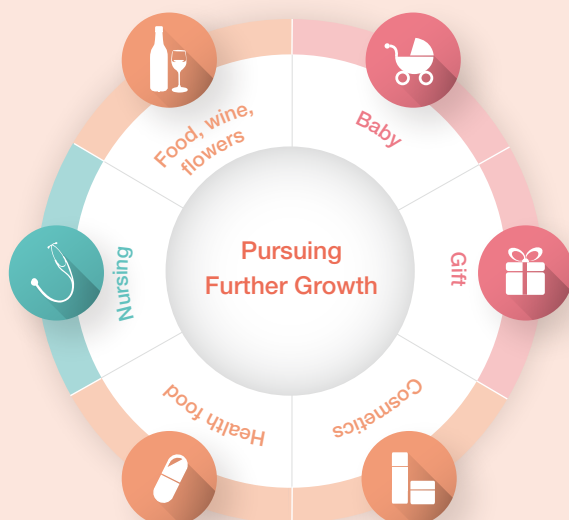 Food, wine,
flowers
Baby
Nursing
Pursuing
Further Growth
Gift
Health food
Cosmetics